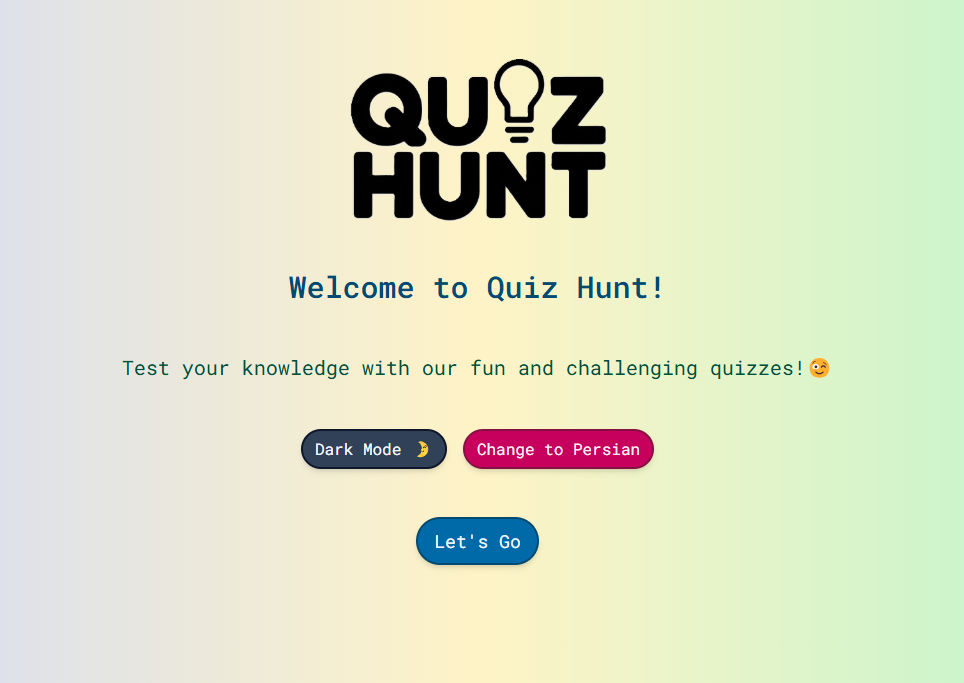 QUIZ
HUNT
Welcome to Quiz Hunt!
Test your knowledge with our fun and challenging quizzes!😉
Dark Mode 🌛 Change to Persian
Let's Go